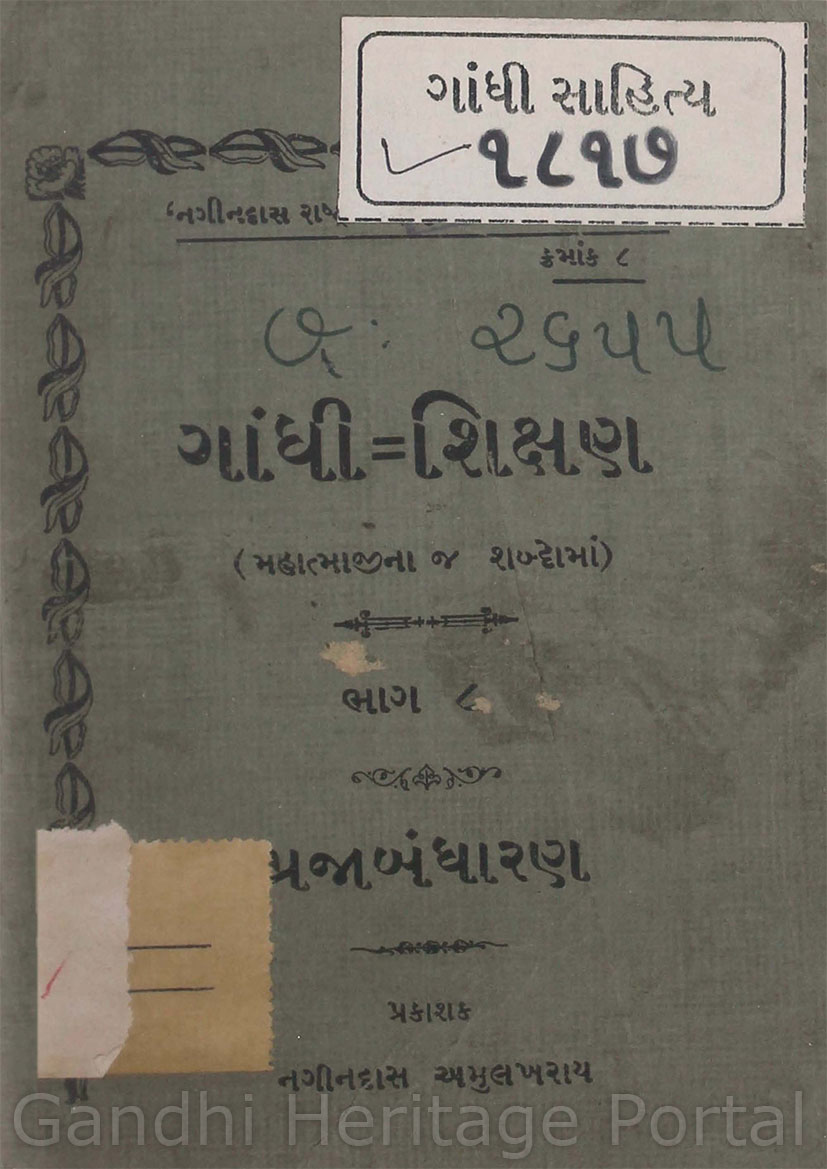 ગાંધી સાહિત્ય
૧૮૧૭
‘નગીનદાસ
ક્રમાંક ૮
૨૬૫૫
ગાંધી=શિક્ષણ
(મહાત્માજીના જ શબ્દોમાં)
ભાગ ૮
પ્રજાબંધારણ
પ્રકાશક
નગીનદાસ અમુલખરાય
Gandhi Heritage Portal